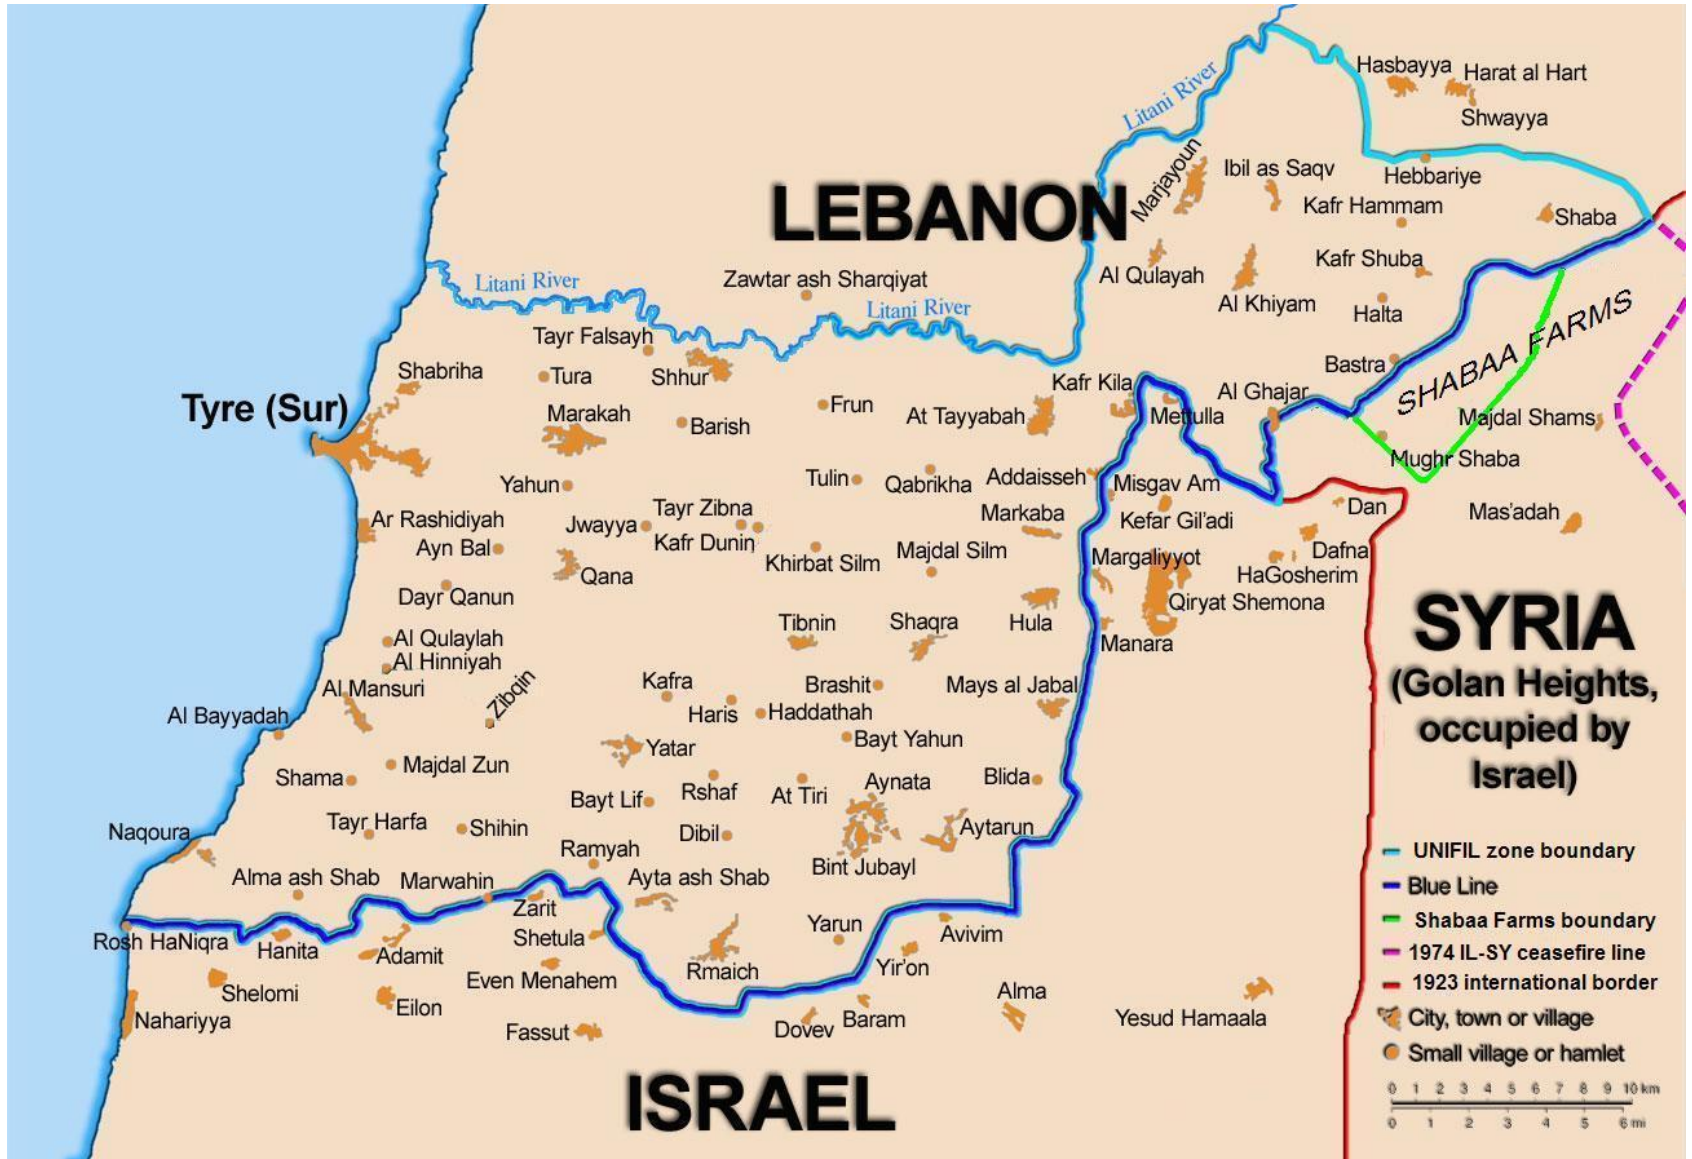 Hasbayya
Harat al Hart
Shwayya
Litani River
Marjayoun
Ibil as Saqv
Hebbariye
LEBANON
Kafr Hammam
Shaba
Al Qulayah
Kafr Shuba
Zawtar ash Sharqiyat
Litani River
Litani River
Al Khiyam
Halta
SHABAA FARMS
Tayr Falsayh
Shabriha
Tura
Shhur
Bastra
Kafr Kila
Al Ghajar
Tyre (Sur)
Marakah
Barish
Frun
At Tayyabah
Mettulla
Majdal Shams
Mughr Shaba
Yahun
Tulin
Qabrikha
Addaisseh
Misgav Am
Dan
Mas'adah
Ar Rashidiyah
Jwayya
Tayr Zibna
Kafr Dunin
Markaba
Kefar Gil'adi
Ayn Bal
Khirbat Silm
Majdal Silm
Margaliyyot
Dafna
HaGosherim
Qana
Dayr Qanun
Qiryat Shemona
Tibnin
Shaqra
Hula
Manara
SYRIA
(Golan Heights,
occupied by
Israel)
Al Qulaylah
Al Hinniyah
Al Mansuri
Zibqin
Kafra
Haris
Brashit
Haddathah
Mays al Jabal
Al Bayyadah
Yatar
Bayt Yahun
Shama
Majdal Zun
Bayt Lif
Rshaf
At Tiri
Aynata
Blida
Naqoura
Tayr Harfa
Shihin
Dibil
Aytarun
Ramyah
Bint Jubayl
Alma ash Shab
Marwahin
Ayta ash Shab
Zarit
Rosh HaNiqra
Hanita
Adamit
Shetula
Yarun
Avivim
Even Menahem
Rmaich
Yir'on
Shelomi
Eilon
Nahariyya
Fassut
Dovev
Baram
Alma
Yesud Hamaala
ISRAEL
UNIFIL zone boundary
Blue Line
Shabaa Farms boundary
1974 IL-SY ceasefire line
1923 international border
City, town or village
Small village or hamlet
0 1 2 3 4 5 6 7 8 9 10 km
0 1 2 3 4 5 6 mi